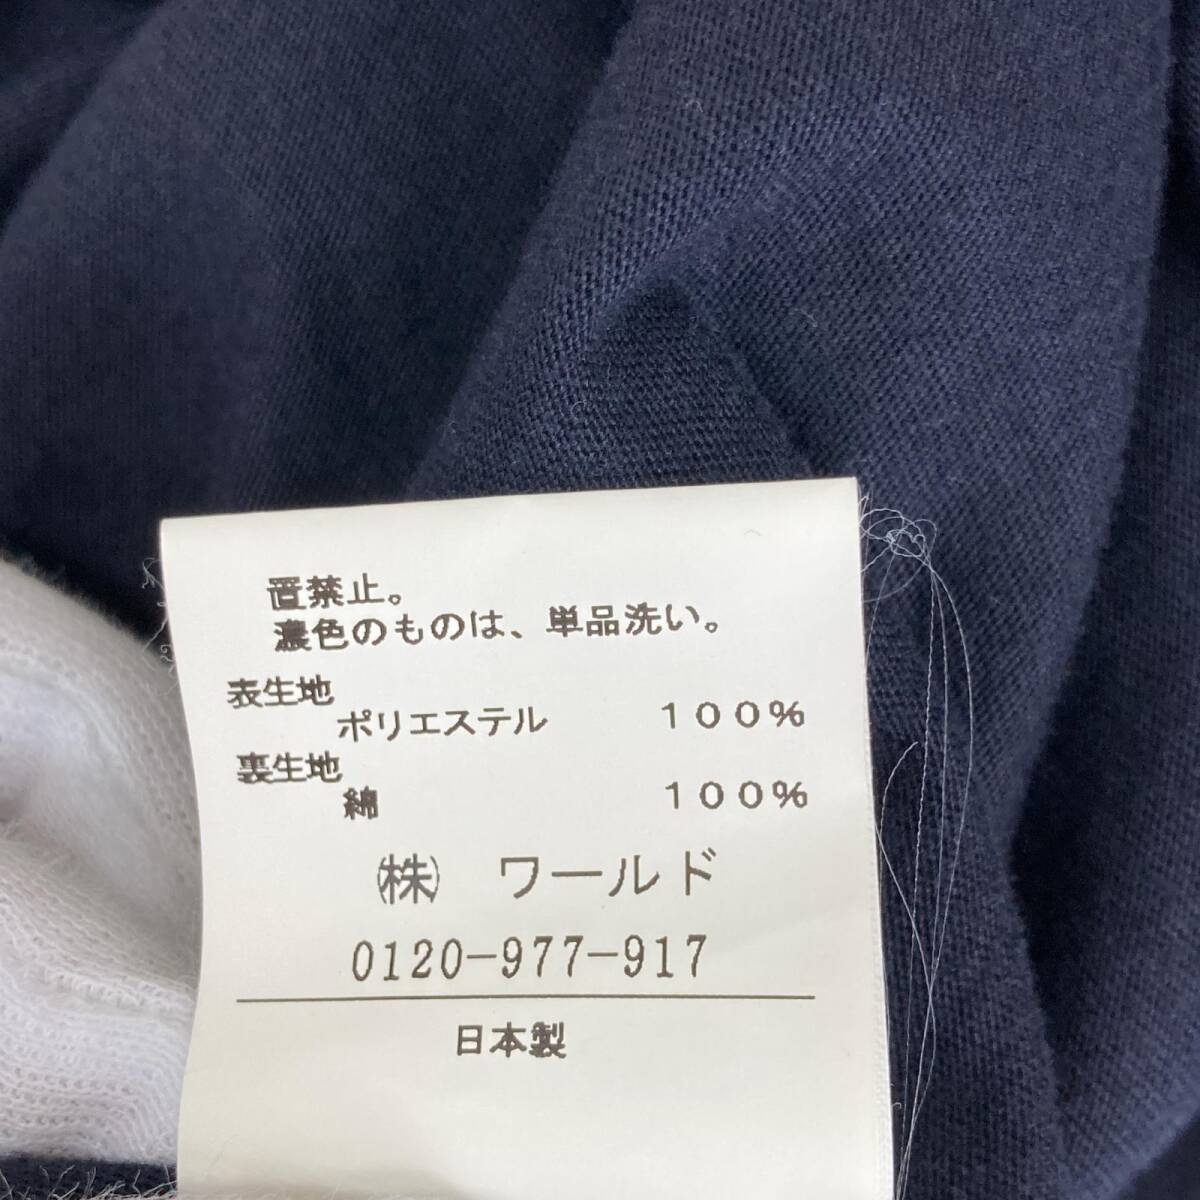 置禁止。
濃色のものは、単品洗い。
表生地
ポリエステル 100%
裏生地
綿 100%
㈱ ワールド
0120-977-917
日本製